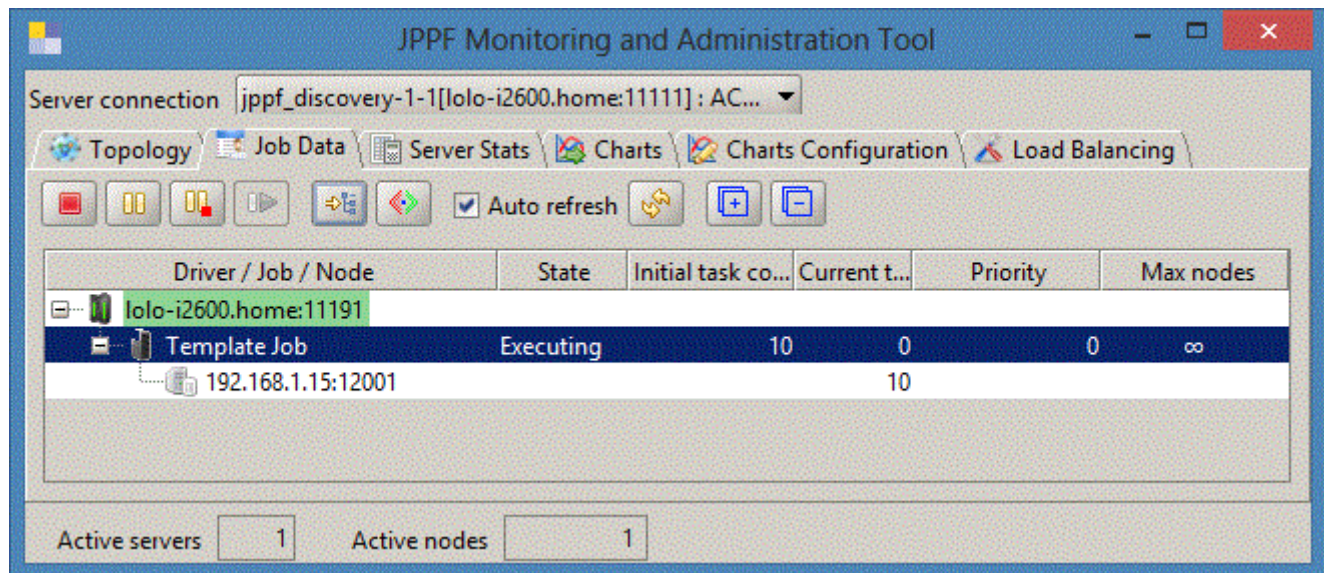 JPPF Monitoring and Administration Tool
Server connection jppf_discovery-1-1[lolo-i2600.home:11111] : AC...
Topology Job Data Server Stats Charts Charts Configuration Load Balancing
Auto refresh
Driver / Job / Node State Initial task co... Current t... Priority Max nodes
lolo-i2600.home:11191
Template Job Executing 10 0 0 ∞
192.168.1.15:12001 10
Active servers 1 Active nodes 1